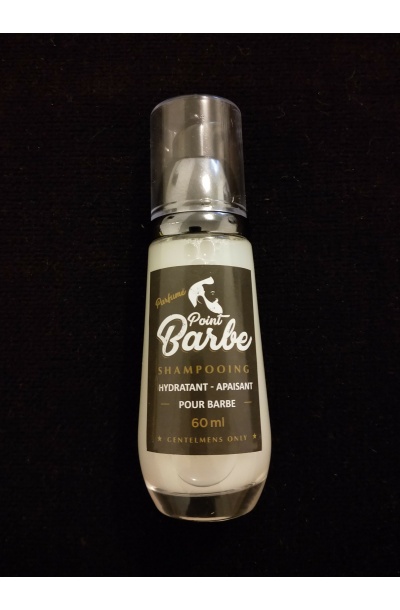 Parfumé
Point
Barbe
SHAMPOOING
HYDRATANT - APAISANT
POUR BARBE
60 ml
★ GENTELMENS ONLY ★